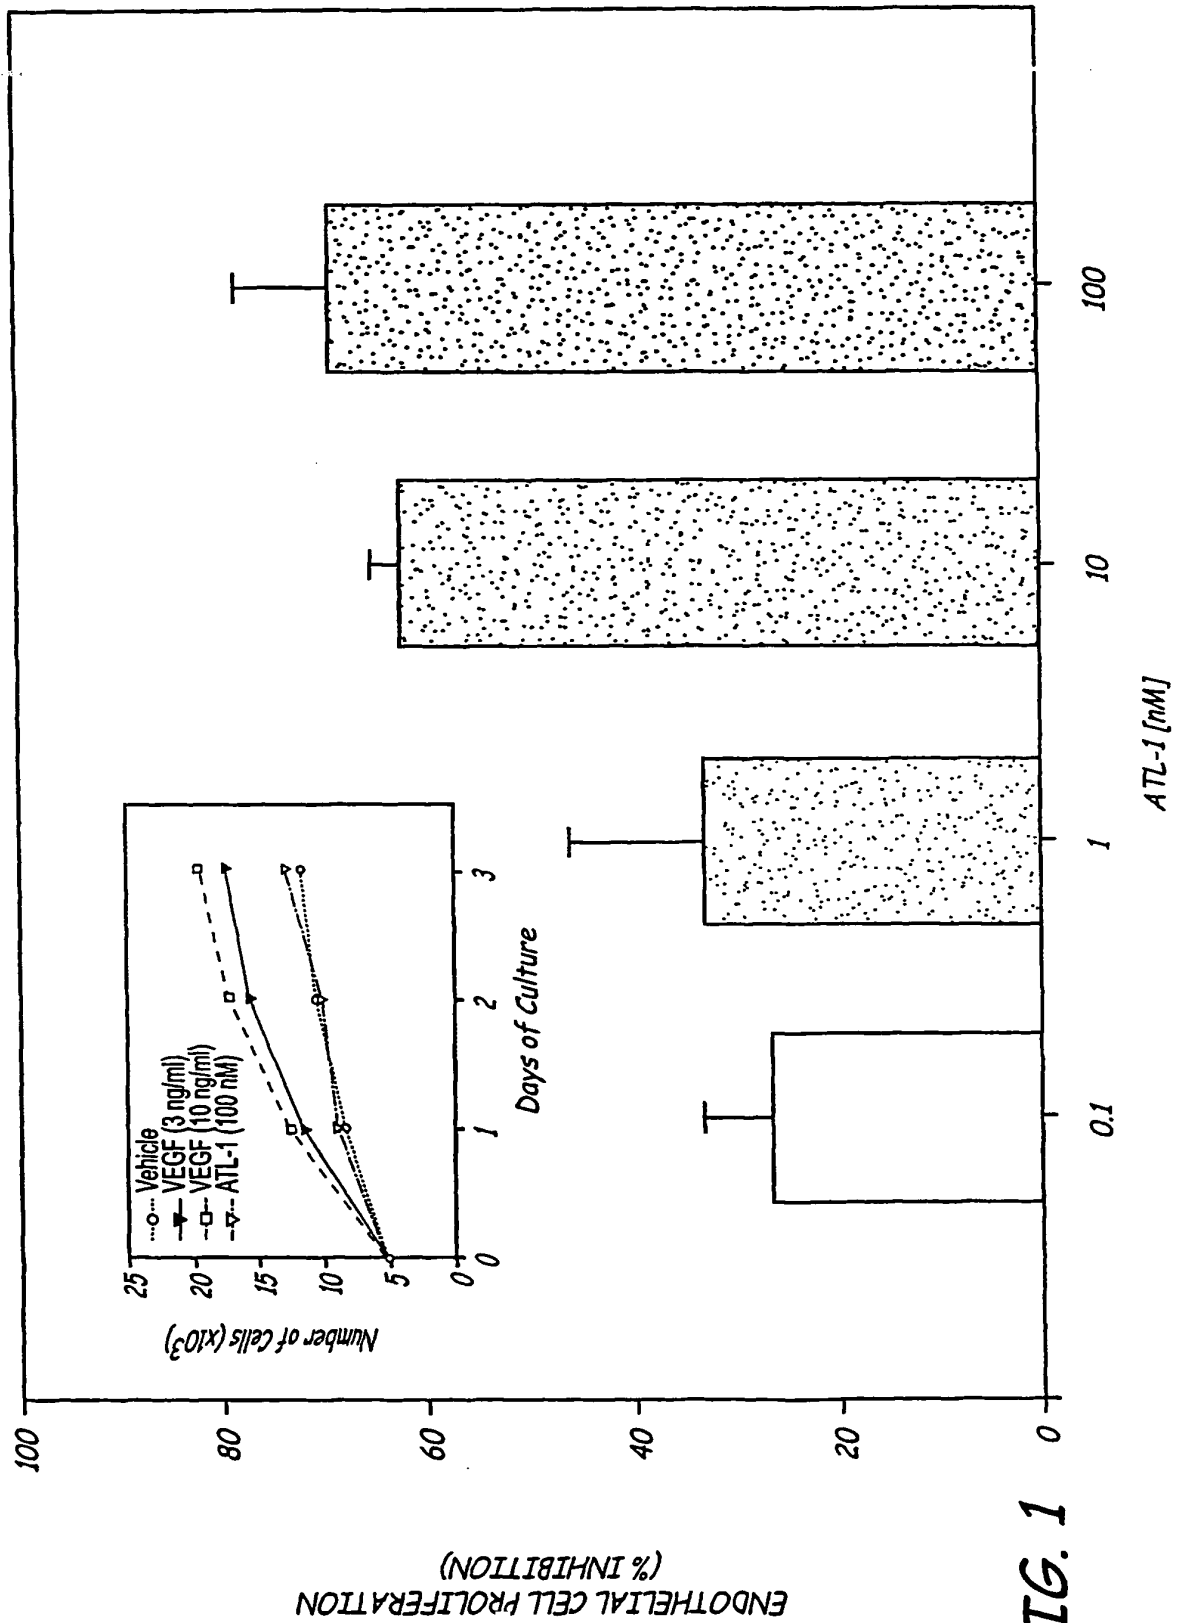 ENDOTHELIAL CELL PROLIFERATION
(% INHIBITION)
100
80
60
40
20
0
Number of Cells (x10³)
25
20
15
10
5
0
Vehicle
VEGF (3 ng/ml)
VEGF (10 ng/ml)
ATL-1 (100 nM)
0
1
2
3
Days of Culture
0.1
1
10
100
ATL-1 [nM]
IG. 1